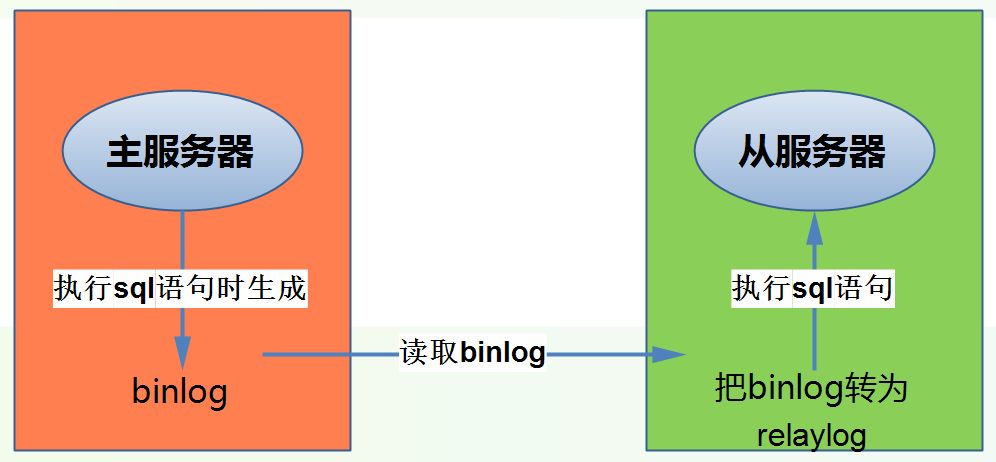 主服务器
从服务器
执行sql语句时生成
执行sql语句
读取binlog
binlog
把binlog转为
relaylog